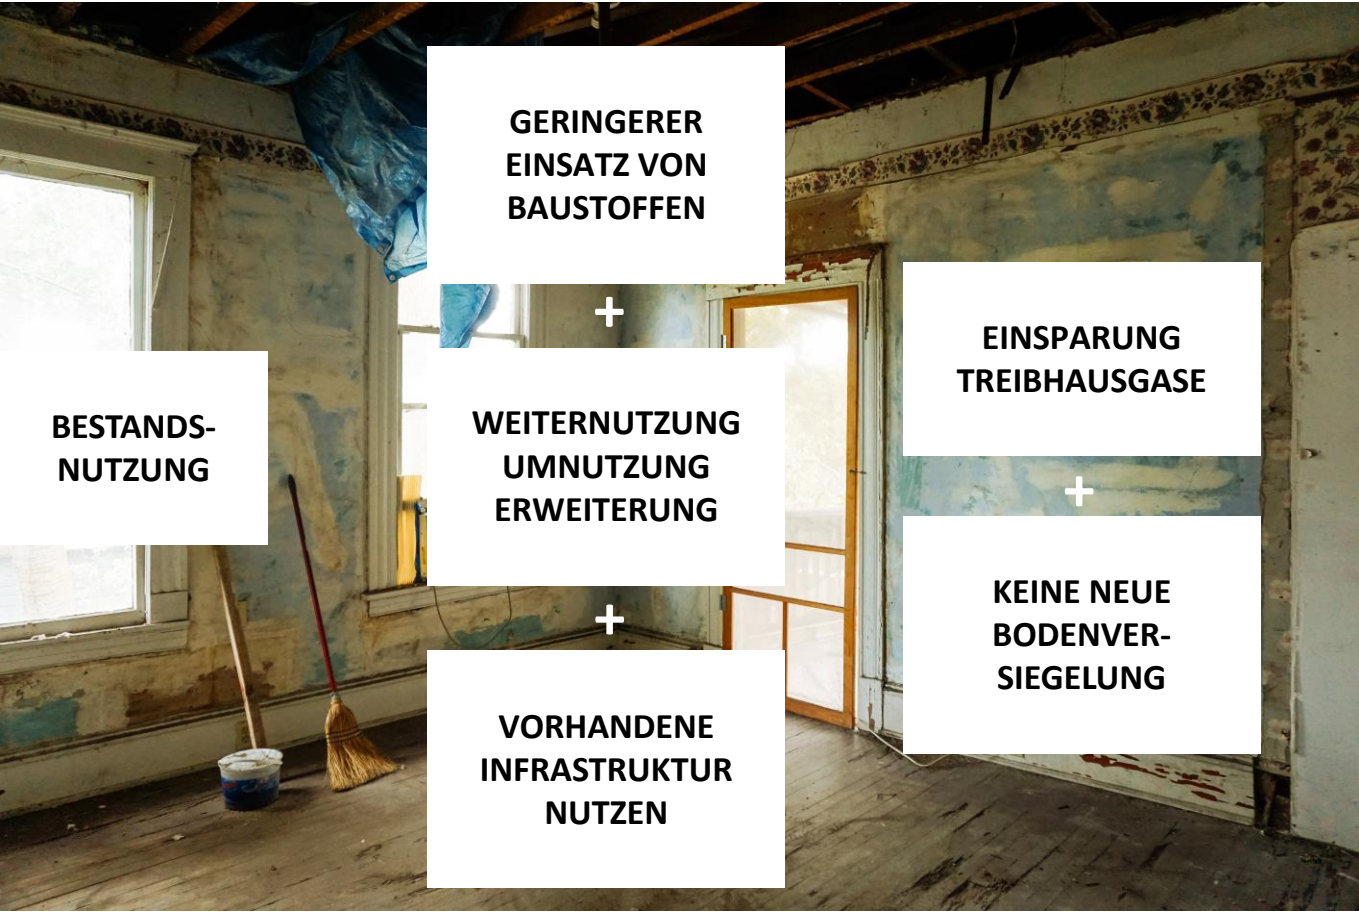 BESTANDS-
NUTZUNG
GERINGERER
EINSATZ VON
BAUSTOFFEN
+
WEITERNUTZUNG
UMNUTZUNG
ERWEITERUNG
+
VORHANDENE
INFRASTRUKTUR
NUTZEN
EINSPARUNG
TREIBHAUSGASE
+
KEINE NEUE
BODENVER-
SIEGELUNG